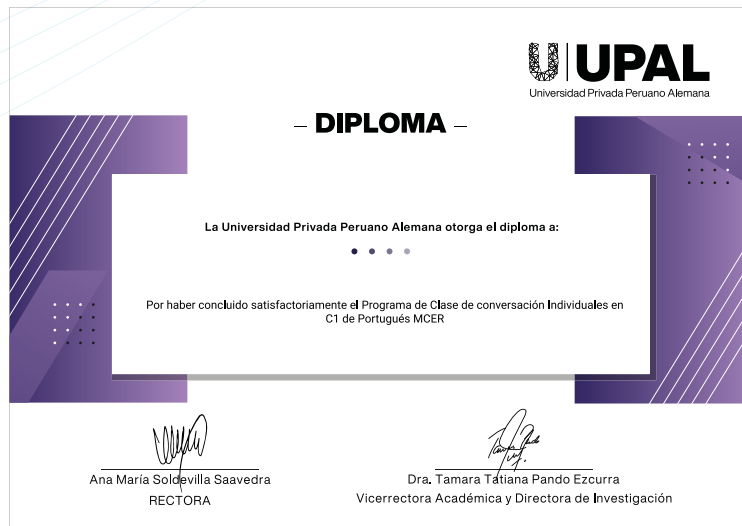 UPAL
Universidad Privada Peruano Alemana
– DIPLOMA –
La Universidad Privada Peruano Alemana otorga el diploma a:
Por haber concluido satisfactoriamente el Programa de Clase de conversación Individuales en
C1 de Portugués MCER
Ana María Soldevilla Saavedra
RECTORA
Dra. Tamara Tatiana Pando Ezcurra
Vicerrectora Académica y Directora de Investigación